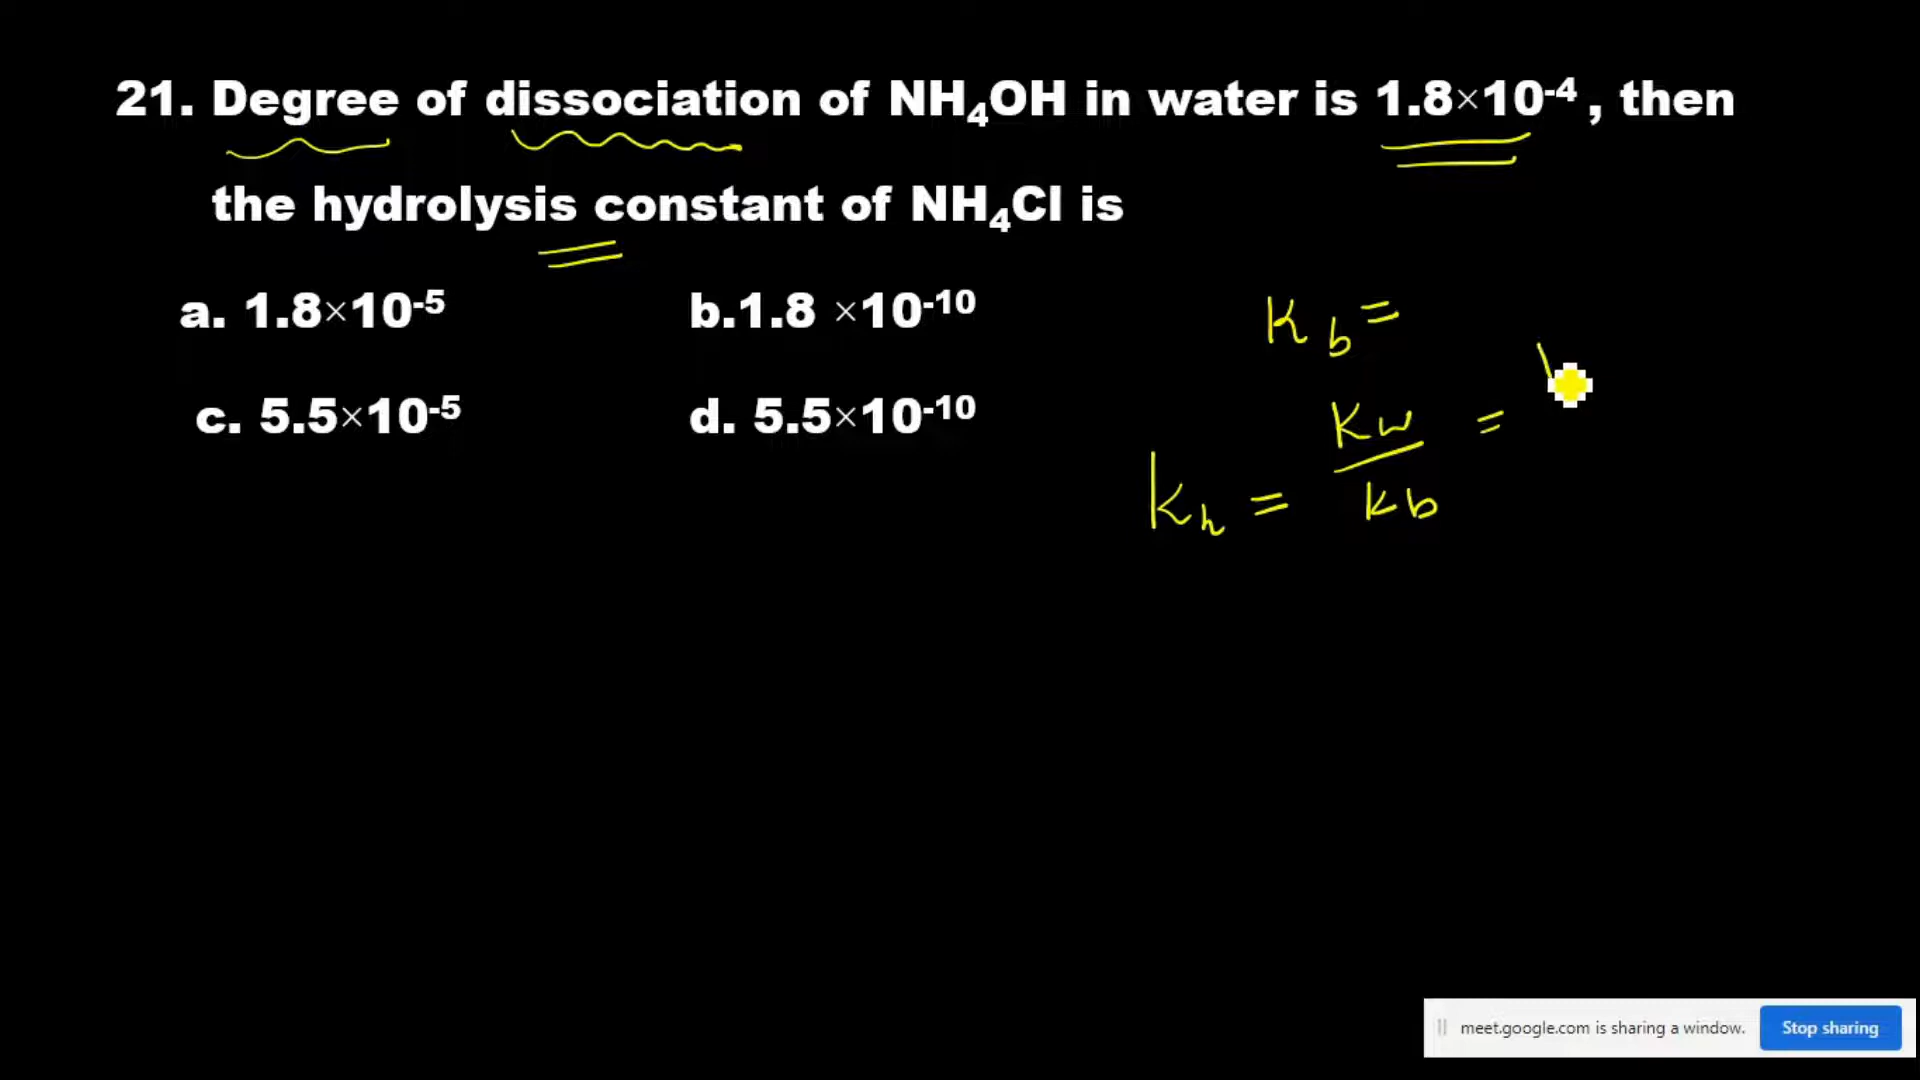 21. Degree of dissociation of NH₄OH in water is 1.8×10⁻⁴ , then
the hydrolysis constant of NH₄Cl is
a. 1.8×10⁻⁵ b.1.8 ×10⁻¹⁰
c. 5.5×10⁻⁵ d. 5.5×10⁻¹⁰
K b =
Kh = Kw / Kb =
meet.google.com is sharing a window. Stop sharing